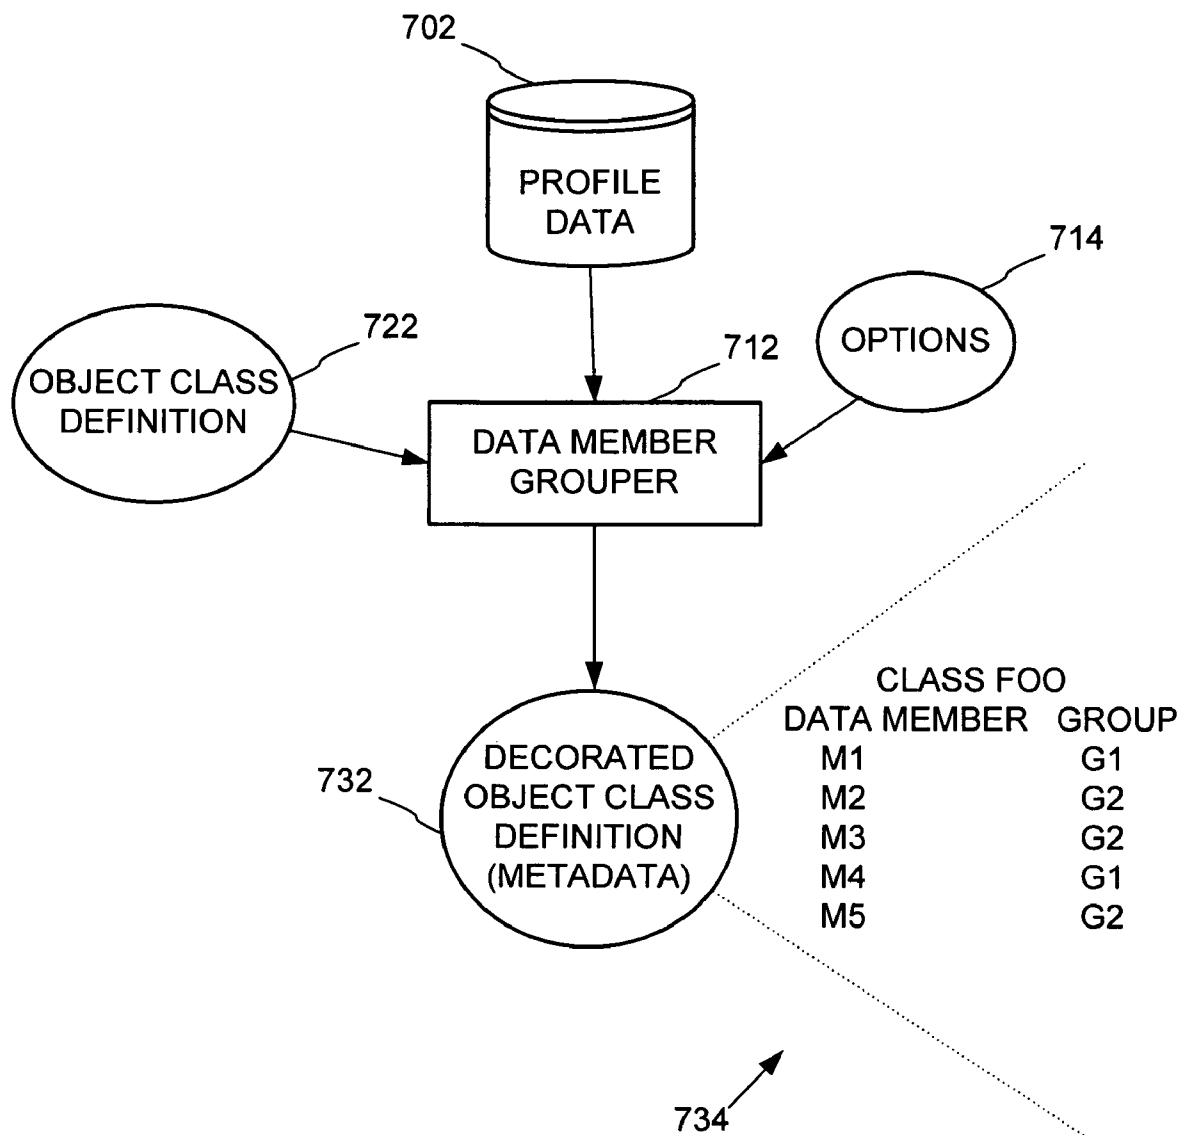 702
PROFILE
DATA
714
OPTIONS
722
OBJECT CLASS
DEFINITION
712
DATA MEMBER
GROUPER
732
DECORATED
OBJECT CLASS
DEFINITION
(METADATA)
CLASS FOO
DATA MEMBER GROUP
M1 G1
M2 G2
M3 G2
M4 G1
M5 G2
734